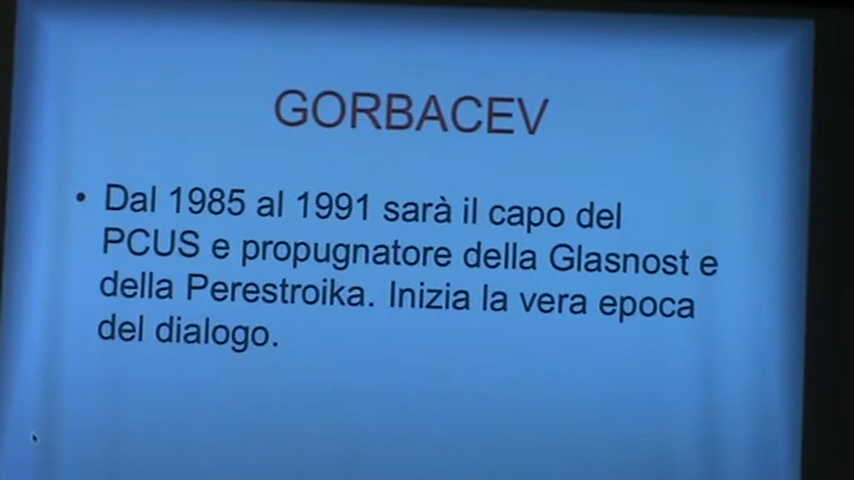 GORBACEV
• Dal 1985 al 1991 sarà il capo del
PCUS e propugnatore della Glasnost e
della Perestroika. Inizia la vera epoca
del dialogo.